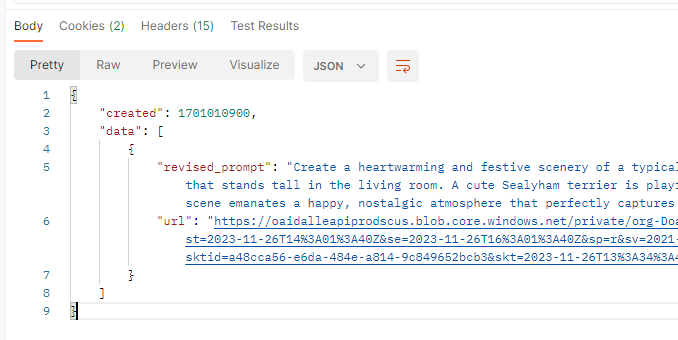 Body Cookies (2) Headers (15) Test Results
Pretty Raw Preview Visualize JSON
1 {
2 "created": 1701010900,
3 "data": [
4 {
5 "revised_prompt": "Create a heartwarming and festive scenery of a typical
that stands tall in the living room. A cute Sealyham terrier is
scene emanates a happy, nostalgic atmosphere that perfectly captures
6 "url": "https://oaidalleapiprodscus.blob.core.windows.net/private/org-Doa
st=2023-11-26T14%3A01%3A40Z&se=2023-11-26T16%3A01%3A40Z&sp=r&sv=2021-
sktid=a48cca56-e6da-484e-a814-9c849652bcb3&skt=2023-11-26T13%3A34%3A4
7 }
8 ]
9 }